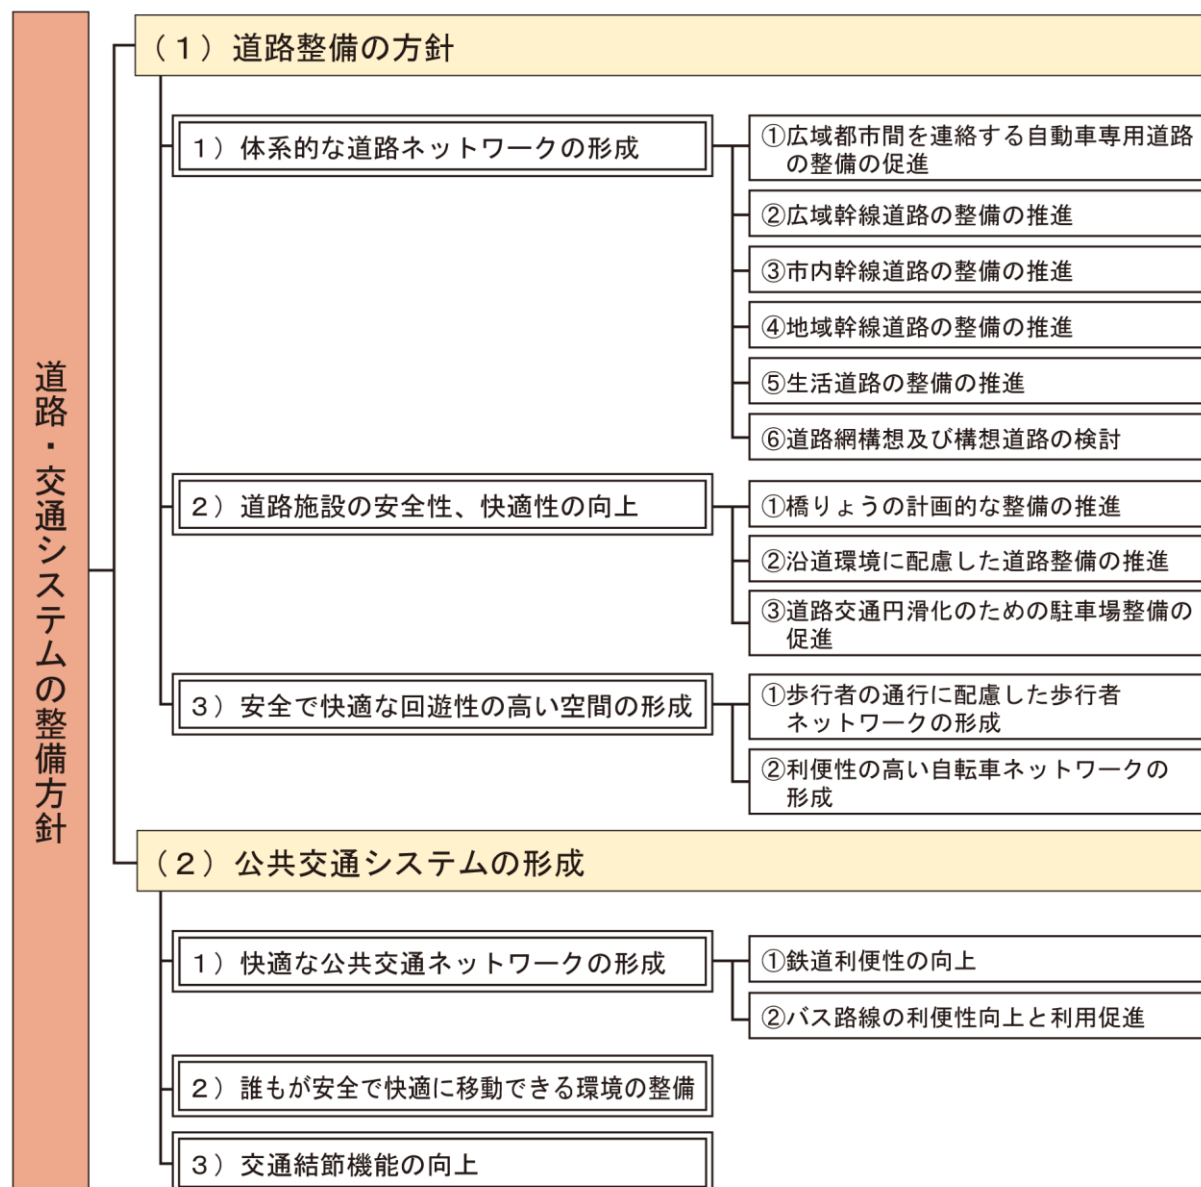 道路・交通システムの整備方針
（１）道路整備の方針
１）体系的な道路ネットワークの形成
①広域都市間を連絡する自動車専用道路
の整備の促進
②広域幹線道路の整備の推進
③市内幹線道路の整備の推進
④地域幹線道路の整備の推進
⑤生活道路の整備の推進
⑥道路網構想及び構想道路の検討
２）道路施設の安全性、快適性の向上
①橋りょうの計画的な整備の推進
②沿道環境に配慮した道路整備の推進
③道路交通円滑化のための駐車場整備の
促進
３）安全で快適な回遊性の高い空間の形成
①歩行者の通行に配慮した歩行者
ネットワークの形成
②利便性の高い自転車ネットワークの
形成
（２）公共交通システムの形成
１）快適な公共交通ネットワークの形成
①鉄道利便性の向上
②バス路線の利便性向上と利用促進
２）誰もが安全で快適に移動できる環境の整備
３）交通結節機能の向上